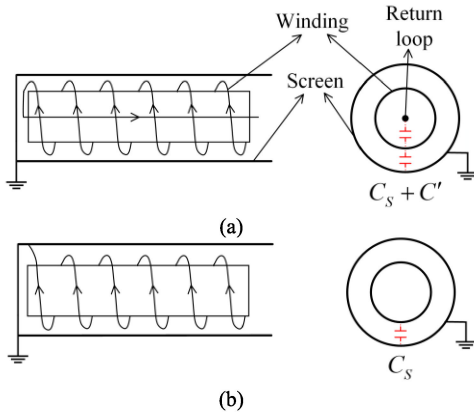 Winding
Return
loop
Screen
C_S + C'
(a)
C_S
(b)